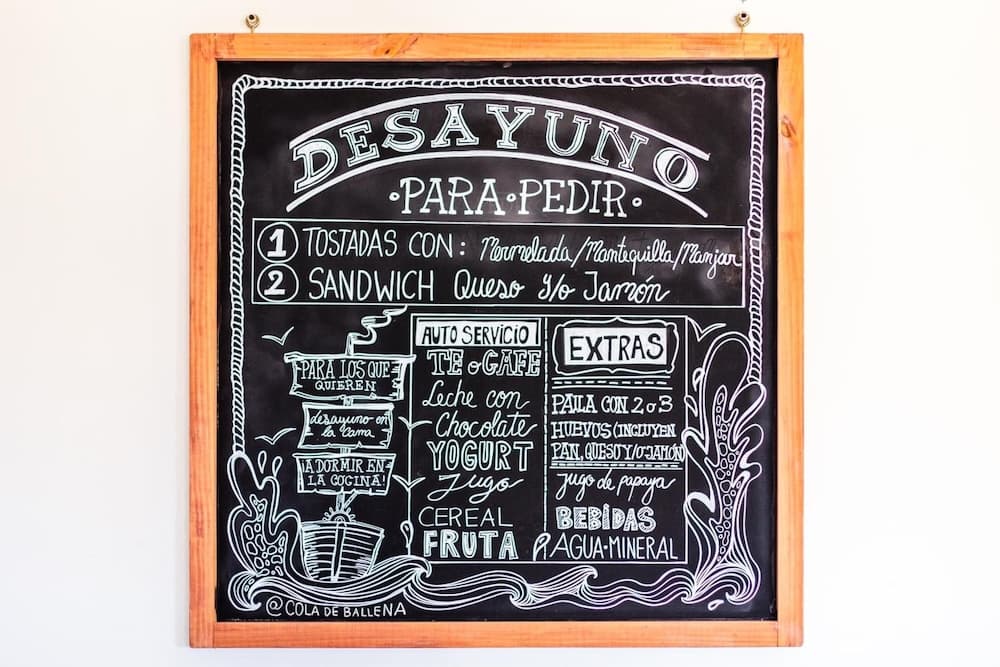 DESAYUNO
·PARA·PEDIR·
1 TOSTADAS CON: Mermelada/Mantequilla/Manjar
2 SANDWICH Queso y/o Jamón
PARA LOS QUE
QUIEREN
desayuno en
la cama
¡A DORMIR EN
LA COCINA!
AUTO SERVICIO
TE o CAFE
Leche con
Chocolate
YOGURT
Jugo
CEREAL
FRUTA
EXTRAS
PAILA CON 2 o 3
HUEVOS (INCLUYEN
PAN, QUESO Y/O JAMÓN)
Jugo de papaya
BEBIDAS
AGUA·MINERAL
@COLA DE BALLENA